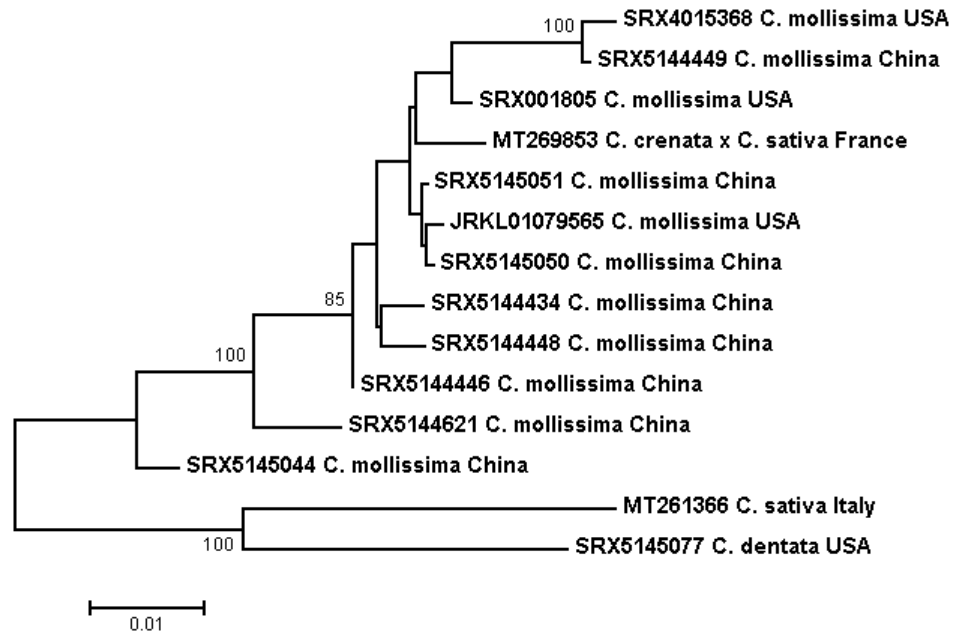 100
SRX4015368 C. mollissima USA
SRX5144449 C. mollissima China
SRX001805 C. mollissima USA
MT269853 C. crenata x C. sativa France
SRX5145051 C. mollissima China
JRKL01079565 C. mollissima USA
SRX5145050 C. mollissima China
85
SRX5144434 C. mollissima China
SRX5144448 C. mollissima China
100
SRX5144446 C. mollissima China
SRX5144621 C. mollissima China
SRX5145044 C. mollissima China
MT261366 C. sativa Italy
100
SRX5145077 C. dentata USA
0.01